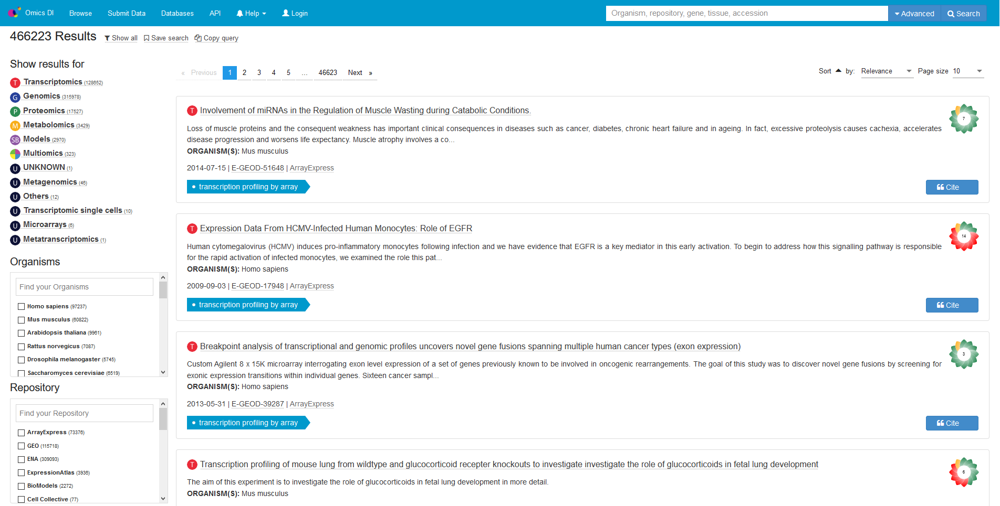 Omics DI Browse Submit Data Databases API Help Login Organism, repository, gene, tissue, accession Advanced Search
466223 Results Show all Save search Copy query
Show results for
T Transcriptomics (128652)
G Genomics (315978)
P Proteomics (17527)
M Metabolomics (3429)
SB Models (2970)
Multiomics (323)
U UNKNOWN (1)
U Metagenomics (46)
U Others (12)
U Transcriptomic single cells (10)
U Microarrays (6)
U Metatranscriptomics (1)
Organisms
Find your Organisms
Homo sapiens (97237)
Mus musculus (60822)
Arabidopsis thaliana (9961)
Rattus norvegicus (7087)
Drosophila melanogaster (5745)
Saccharomyces cerevisiae (6519)
Repository
Find your Repository
ArrayExpress (73376)
GEO (115718)
ENA (309093)
ExpressionAtlas (3936)
BioModels (2272)
Cell Collective (77)
« Previous 1 2 3 4 5 ... 46623 Next »
Sort by: Relevance Page size 10
T Involvement of miRNAs in the Regulation of Muscle Wasting during Catabolic Conditions.
7
Loss of muscle proteins and the consequent weakness has important clinical consequences in diseases such as cancer, diabetes, chronic heart failure and in ageing. In fact, excessive proteolysis causes cachexia, accelerates
disease progression and worsens life expectancy. Muscle atrophy involves a co...
ORGANISM(S): Mus musculus
2014-07-15 | E-GEOD-51648 | ArrayExpress
transcription profiling by array
Cite
T Expression Data From HCMV-Infected Human Monocytes: Role of EGFR
14
Human cytomegalovirus (HCMV) induces pro-inflammatory monocytes following infection and we have evidence that EGFR is a key mediator in this early activation. To begin to address how this signalling pathway is responsible
for the rapid activation of infected monocytes, we examined the role this pat...
ORGANISM(S): Homo sapiens
2009-09-03 | E-GEOD-17948 | ArrayExpress
transcription profiling by array
Cite
T Breakpoint analysis of transcriptional and genomic profiles uncovers novel gene fusions spanning multiple human cancer types (exon expression)
3
Custom Agilent 8 x 15K microarray interrogating exon level expression of a set of genes previously known to be involved in oncogenic rearrangements. The goal of this study was to discover novel gene fusions by screening for
exonic expression transitions within individual genes. Sixteen cancer sampl...
ORGANISM(S): Homo sapiens
2013-05-31 | E-GEOD-39287 | ArrayExpress
transcription profiling by array
Cite
T Transcription profiling of mouse lung from wildtype and glucocorticoid recepter knockouts to investigate investigate the role of glucocorticoids in fetal lung development
6
The aim of this experiment is to investigate the role of glucocorticoids in fetal lung development in more detail.
ORGANISM(S): Mus musculus